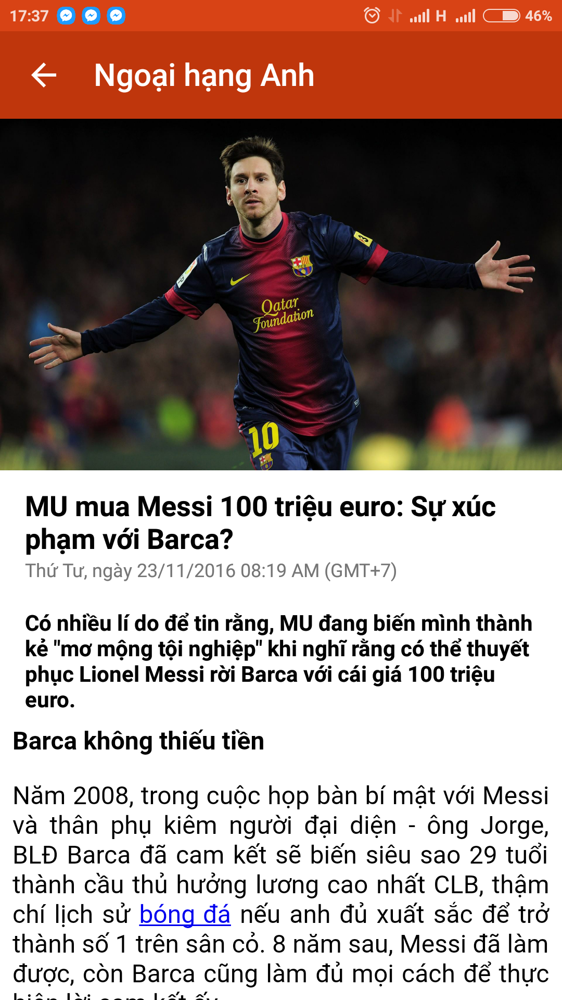 17:37 H 46%
Ngoại hạng Anh
3
Qatar
Foundation
10
MU mua Messi 100 triệu euro: Sự xúc
phạm với Barca?
Thứ Tư, ngày 23/11/2016 08:19 AM (GMT+7)
Có nhiều lí do để tin rằng, MU đang biến mình thành
kẻ "mơ mộng tội nghiệp" khi nghĩ rằng có thể thuyết
phục Lionel Messi rời Barca với cái giá 100 triệu
euro.
Barca không thiếu tiền
Năm 2008, trong cuộc họp bàn bí mật với Messi
và thân phụ kiêm người đại diện - ông Jorge,
BLĐ Barca đã cam kết sẽ biến siêu sao 29 tuổi
thành cầu thủ hưởng lương cao nhất CLB, thậm
chí lịch sử bóng đá nếu anh đủ xuất sắc để trở
thành số 1 trên sân cỏ. 8 năm sau, Messi đã làm
được, còn Barca cũng làm đủ mọi cách để thực